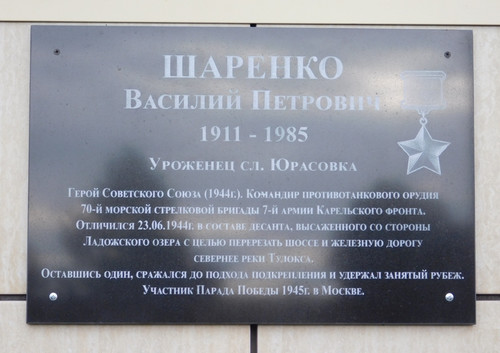 ШАРЕНКО
ВАСИЛИЙ ПЕТРОВИЧ
1911 - 1985
УРОЖЕНЕЦ СЛ. ЮРАСОВКА
ГЕРОЙ СОВЕТСКОГО СОЮЗА (1944Г.). КОМАНДИР ПРОТИВОТАНКОВОГО ОРУДИЯ
70-Й МОРСКОЙ СТРЕЛКОВОЙ БРИГАДЫ 7-Й АРМИИ КАРЕЛЬСКОГО ФРОНТА.
ОТЛИЧИЛСЯ 23.06.1944Г. В СОСТАВЕ ДЕСАНТА, ВЫСАЖЕННОГО СО СТОРОНЫ
ЛАДОЖСКОГО ОЗЕРА С ЦЕЛЬЮ ПЕРЕРЕЗАТЬ ШОССЕ И ЖЕЛЕЗНУЮ ДОРОГУ
СЕВЕРНЕЕ РЕКИ ТУЛОКСА.
ОСТАВШИСЬ ОДИН, СРАЖАЛСЯ ДО ПОДХОДА ПОДКРЕПЛЕНИЯ И УДЕРЖАЛ ЗАНЯТЫЙ РУБЕЖ.
УЧАСТНИК ПАРАДА ПОБЕДЫ 1945Г. В МОСКВЕ.